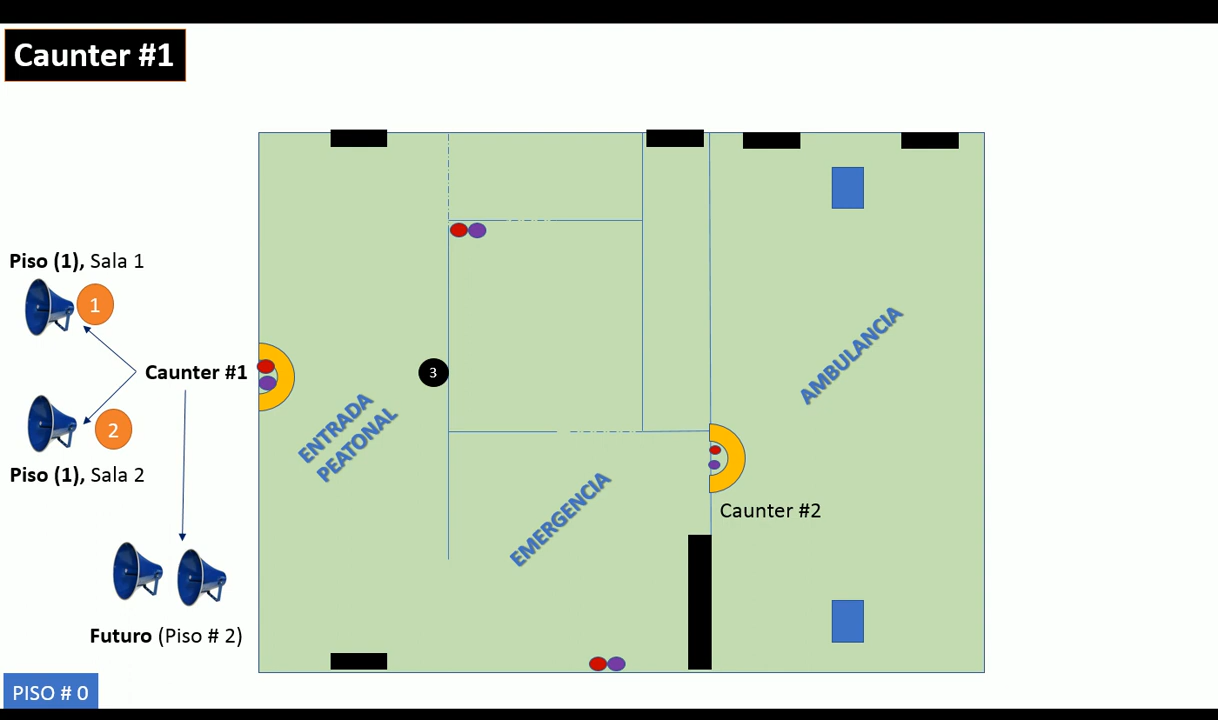 Caunter #1
Piso (1), Sala 1
1
Caunter #1
2
Piso (1), Sala 2
Futuro (Piso # 2)
PISO # 0
3
ENTRADA
PEATONAL
EMERGENCIA
AMBULANCIA
Caunter #2